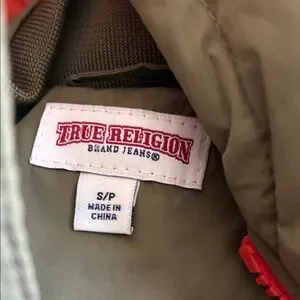 TRUE RELIGION
BRAND JEANS®
S/P
MADE IN
CHINA